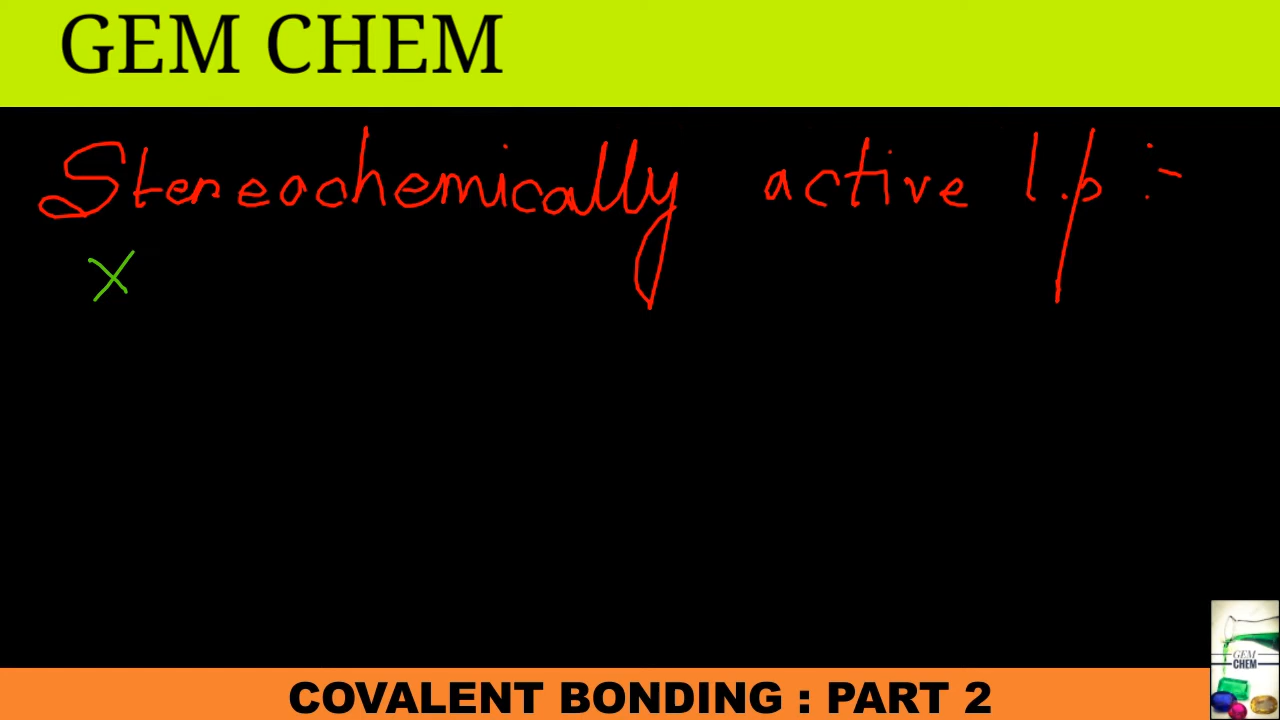 GEM CHEM
Stereochemically active l.p :-
X
GEM
CHEM
COVALENT BONDING : PART 2